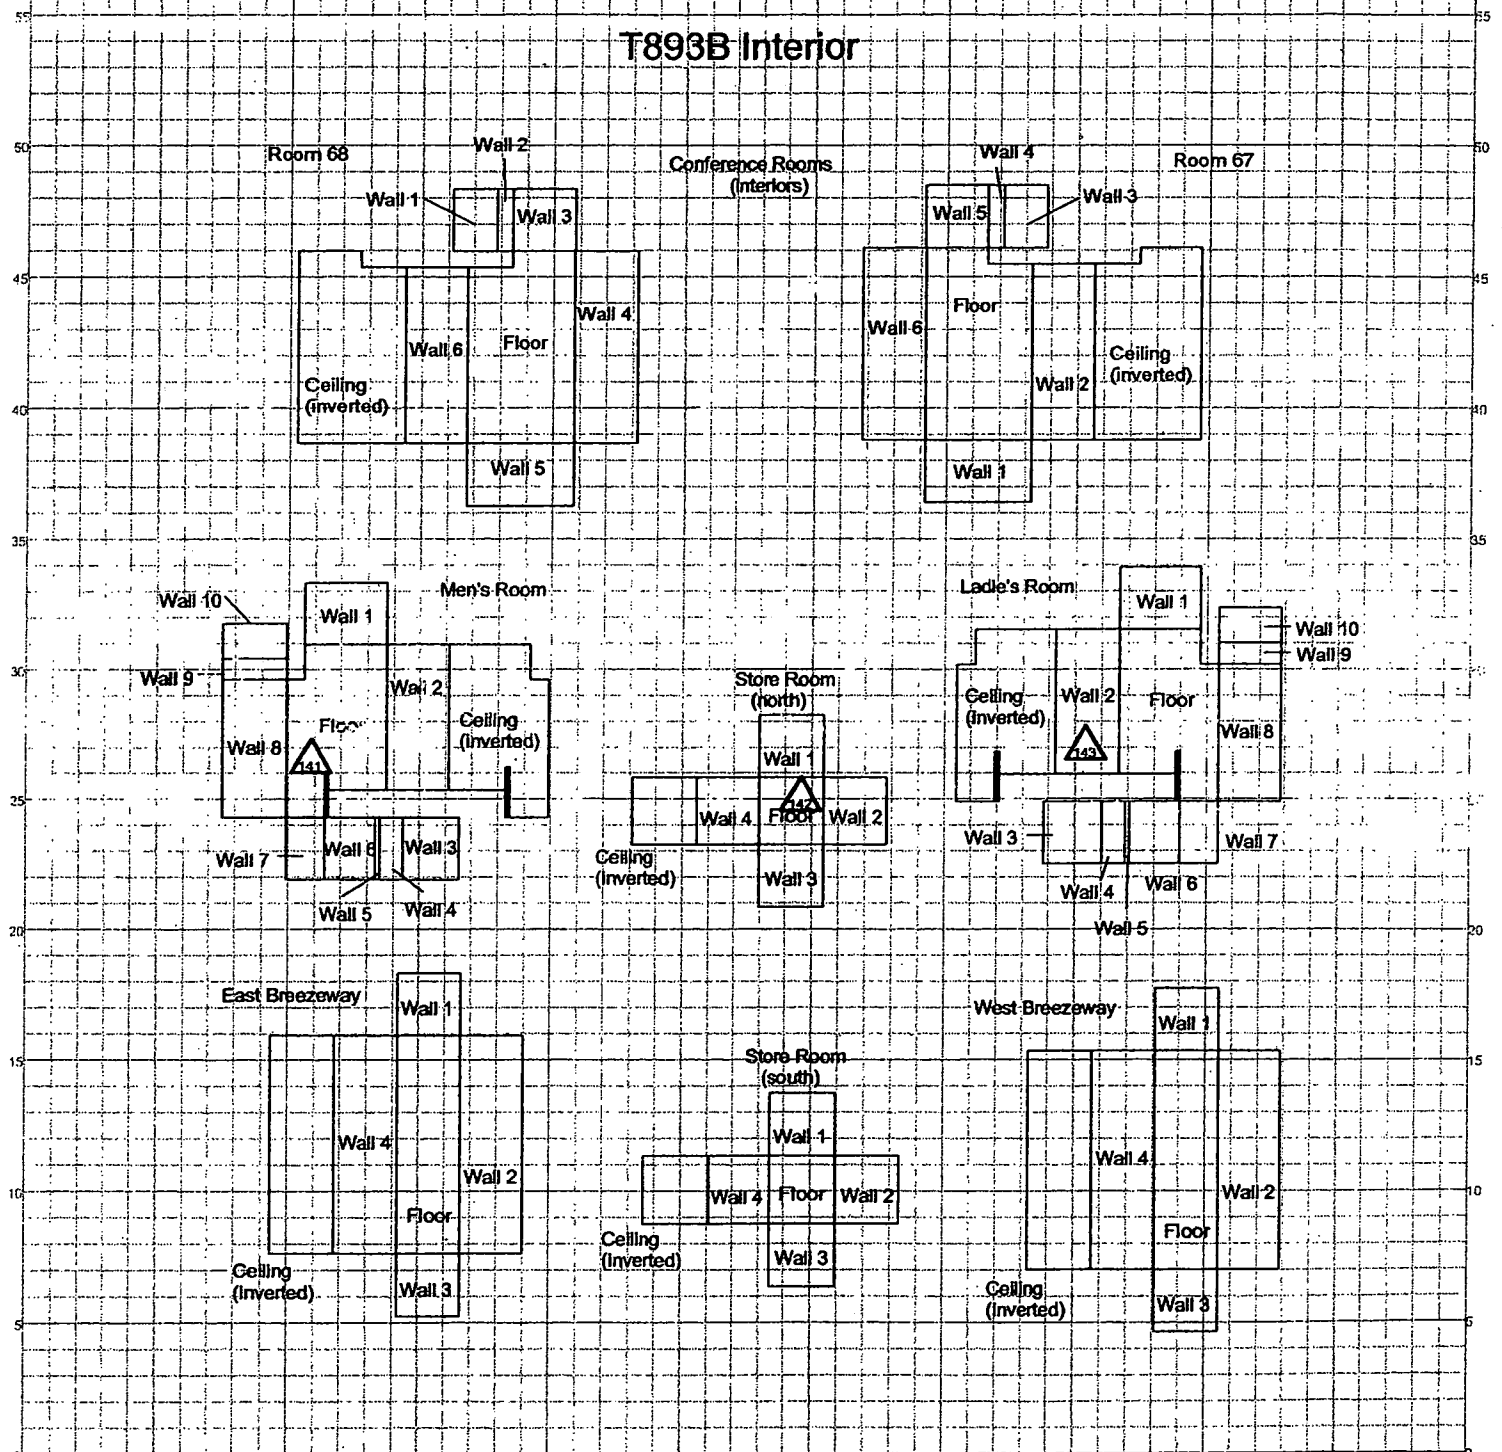 55
55
T893B Interior
50
50
Room 68
Wall 2
Conference Rooms
(Interiors)
Wall 4
Room 67
Wall 1
Wall 3
Wall 5
Wall 3
45
45
Wall 4
Floor
Wall 6
Floor
Wall 6
Ceiling
(inverted)
Wall 2
Ceiling
(inverted)
40
40
Wall 5
Wall 1
35
35
Men's Room
Ladie's Room
Wall 10
Wall 1
Wall 1
Wall 10
Wall 9
30
30
Wall 9
Wall 2
Store Room
(north)
Ceiling
(Inverted)
Wall 2
Floor
Floor
Ceiling
(inverted)
Wall 8
141
Wall 1
143
Wall 8
25
25
142
Wall 4
Floor
Wall 2
Wall 7
Wall 6
Wall 3
Ceiling
(inverted)
Wall 3
Wall 3
Wall 7
Wall 5
Wall 4
Wall 4
Wall 6
Wall 5
20
20
East Breezeway
Wall 1
West Breezeway
Wall 1
15
15
Store Room
(south)
Wall 4
Wall 2
Wall 1
Wall 4
Wall 2
10
10
Wall 4
Floor
Wall 2
Floor
Floor
Ceiling
(Inverted)
Wall 3
Ceiling
(Inverted)
Wall 3
Ceiling
(Inverted)
Wall 3
5
5